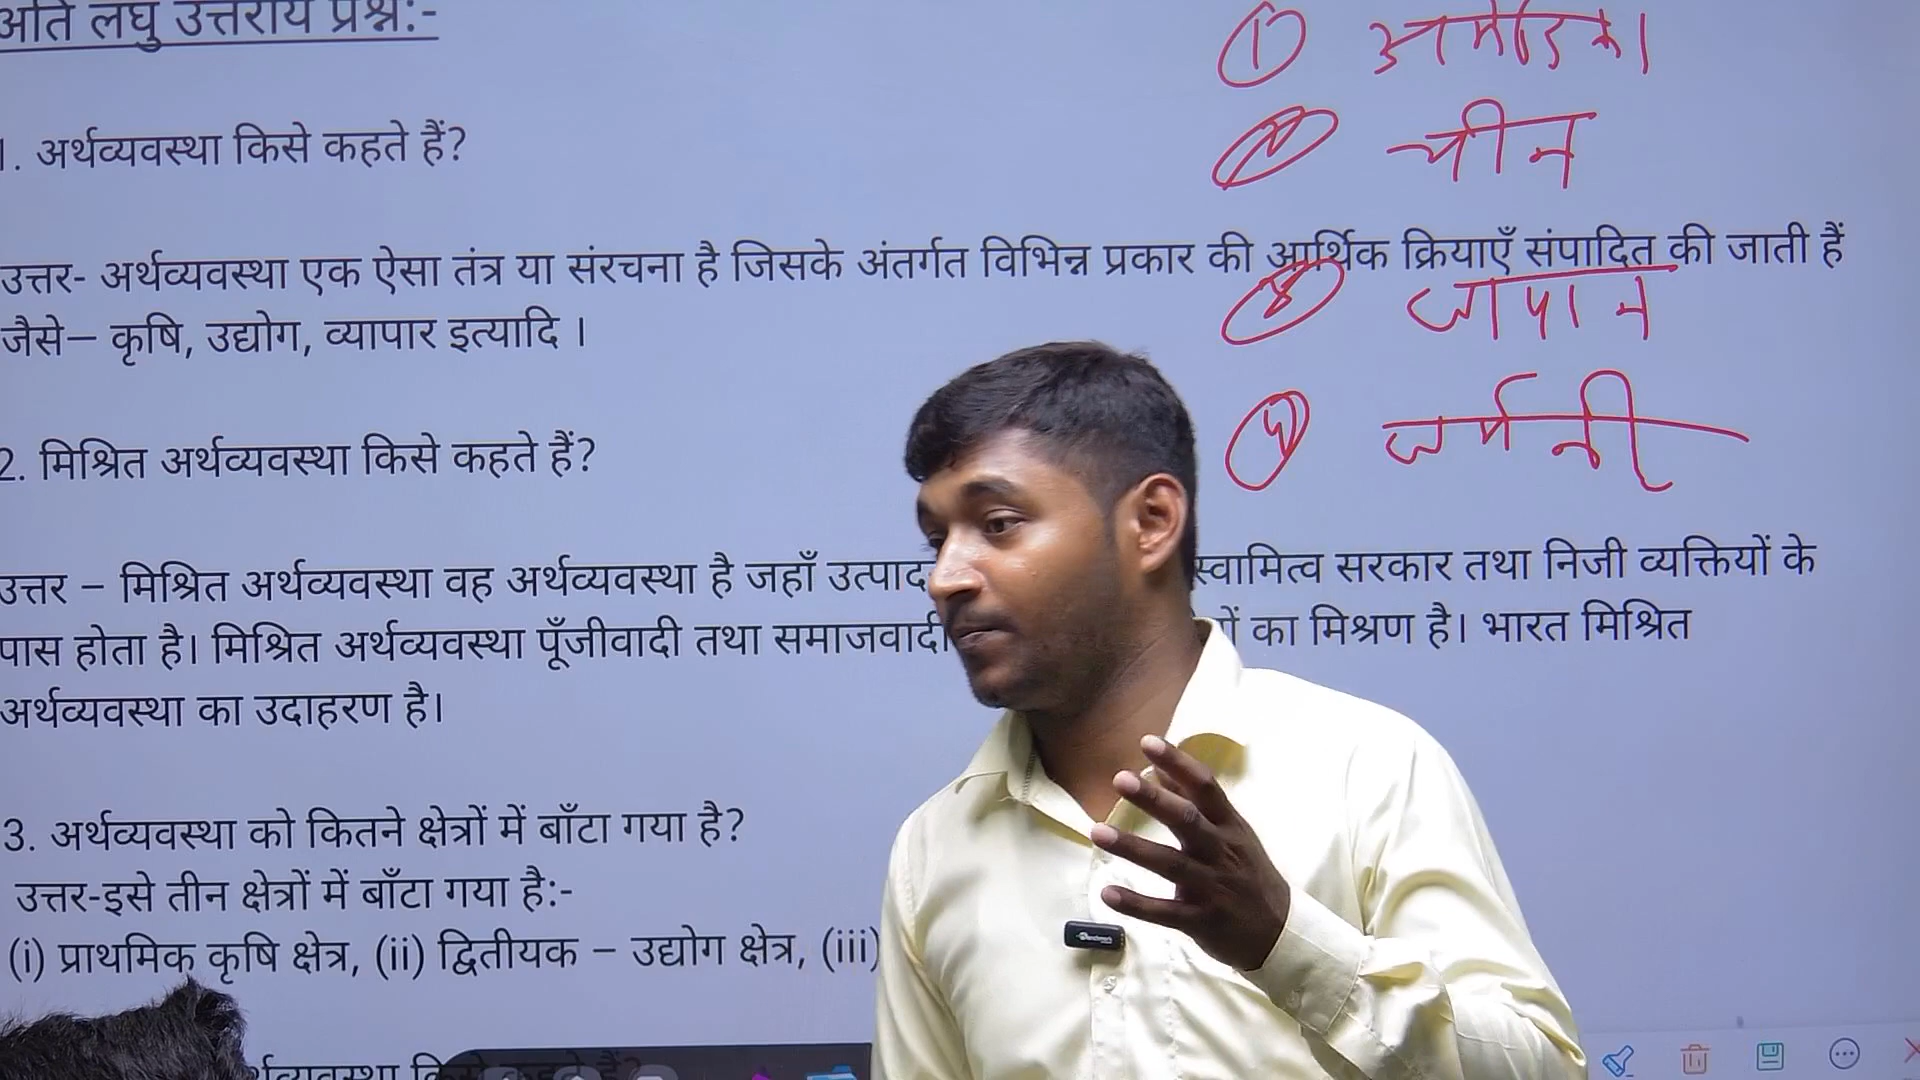 अति लघु उत्तरीय प्रश्न:-
① अमेरिका
चीन
1. अर्थव्यवस्था किसे कहते हैं?
उत्तर- अर्थव्यवस्था एक ऐसा तंत्र या संरचना है जिसके अंतर्गत विभिन्न प्रकार की आर्थिक क्रियाएँ संपादित की जाती हैं
जैसे– कृषि, उद्योग, व्यापार इत्यादि ।
जापान
जर्मनी
2. मिश्रित अर्थव्यवस्था किसे कहते हैं?
उत्तर – मिश्रित अर्थव्यवस्था वह अर्थव्यवस्था है जहाँ उत्पाद स्वामित्व सरकार तथा निजी व्यक्तियों के
पास होता है। मिश्रित अर्थव्यवस्था पूँजीवादी तथा समाजवादी का मिश्रण है। भारत मिश्रित
अर्थव्यवस्था का उदाहरण है।
3. अर्थव्यवस्था को कितने क्षेत्रों में बाँटा गया है?
उत्तर-इसे तीन क्षेत्रों में बाँटा गया है:-
(i) प्राथमिक कृषि क्षेत्र, (ii) द्वितीयक – उद्योग क्षेत्र, (iii)